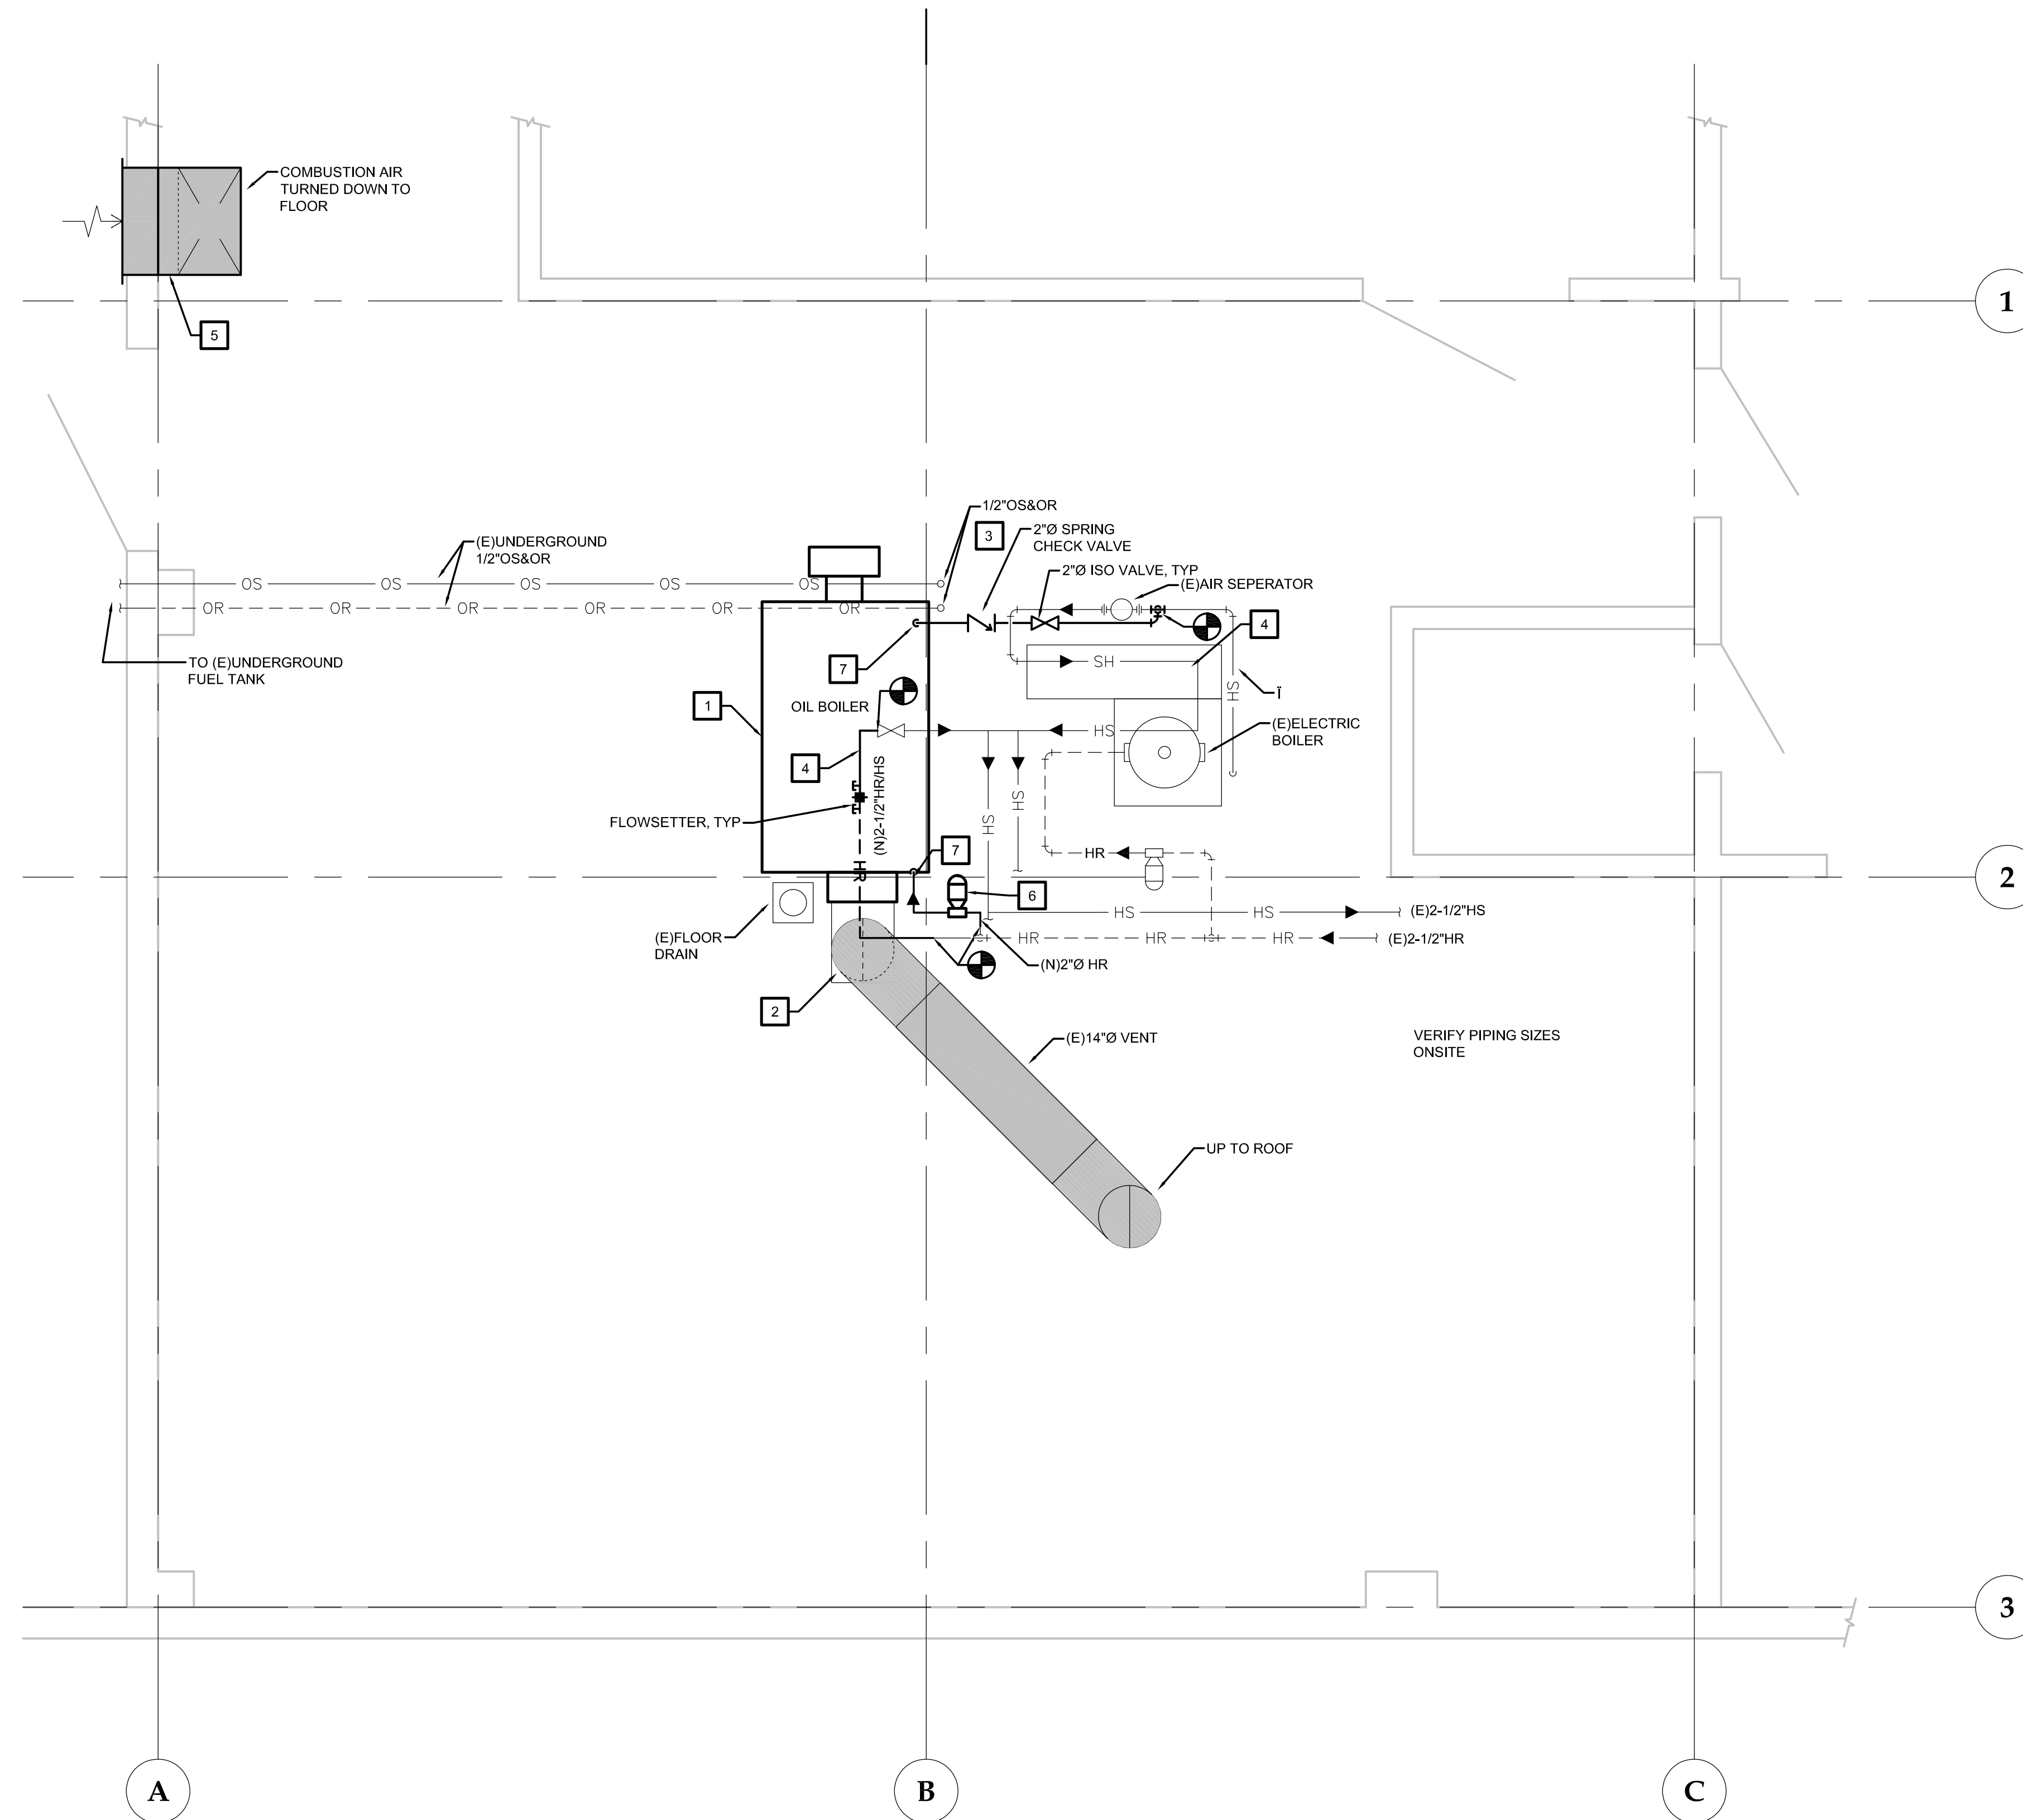 COMBUSTION AIR
TURNED DOWN TO
FLOOR
5
1
1/2"OS&OR
3
2"Ø SPRING
CHECK VALVE
(E)UNDERGROUND
1/2"OS&OR
2"Ø ISO VALVE, TYP
(E)AIR SEPERATOR
OS OS OS OS OS
OR OR OR OR OR OR
4
TO (E)UNDERGROUND
FUEL TANK
7
SH
HS
Ï
1
OIL BOILER
(E)ELECTRIC
BOILER
HS
4
(N)2-1/2"HR/HS
HS
HS
FLOWSETTER, TYP
7
HR
HR
2
6
HS HS
(E)2-1/2"HS
(E)FLOOR
DRAIN
HR HR HR
(E)2-1/2"HR
(N)2"Ø HR
2
(E)14"Ø VENT
VERIFY PIPING SIZES
ONSITE
UP TO ROOF
3
A
B
C